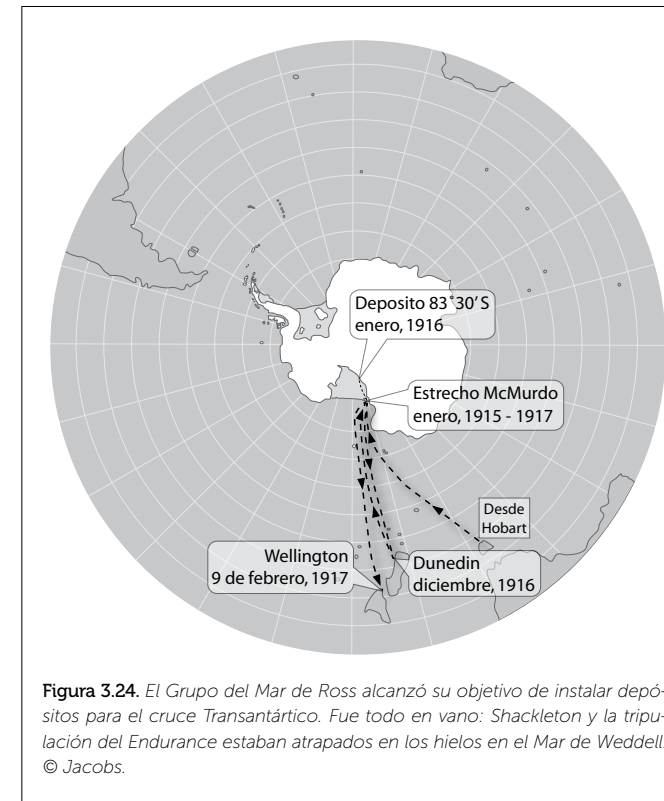 Deposito 83˚30’S
enero, 1916
Estrecho McMurdo
enero, 1915 - 1917
Desde
Hobart
Wellington
9 de febrero, 1917
Dunedin
diciembre, 1916
Figura 3.24. El Grupo del Mar de Ross alcanzó su objetivo de instalar depó-
sitos para el cruce Transantártico. Fue todo en vano: Shackleton y la tripu-
lación del Endurance estaban atrapados en los hielos en el Mar de Weddell.
© Jacobs.